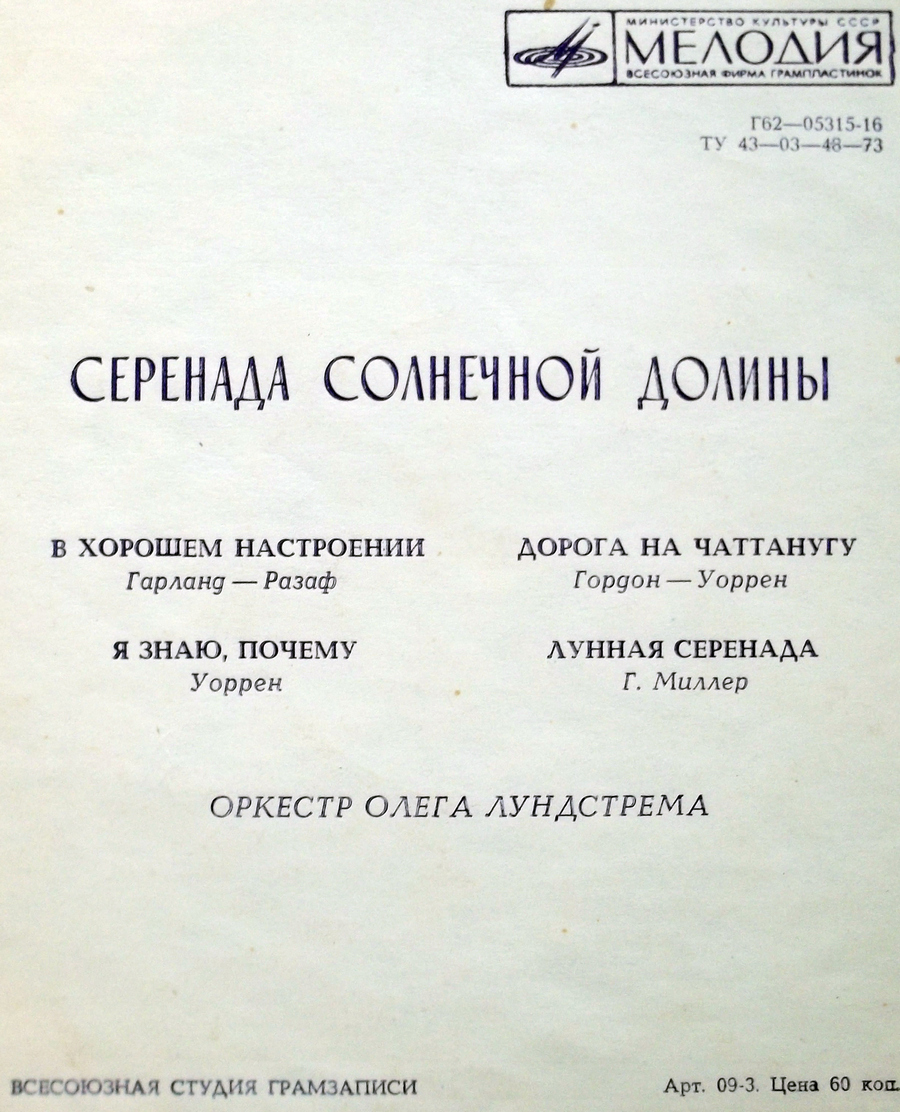 МИНИСТЕРСТВО КУЛЬТУРЫ СССР
МЕЛОДИЯ
ВСЕСОЮЗНАЯ ФИРМА ГРАМПЛАСТИНОК
Г62—05315-16
ТУ 43—03—48—73
СЕРЕНАДА СОЛНЕЧНОЙ ДОЛИНЫ
В ХОРОШЕМ НАСТРОЕНИИ
Гарланд — Разаф
Я ЗНАЮ, ПОЧЕМУ
Уоррен
ДОРОГА НА ЧАТТАНУГУ
Гордон — Уоррен
ЛУННАЯ СЕРЕНАДА
Г. Миллер
ОРКЕСТР ОЛЕГА ЛУНДСТРЕМА
ВСЕСОЮЗНАЯ СТУДИЯ ГРАМЗАПИСИ
Арт. 09-3. Цена 60 коп.